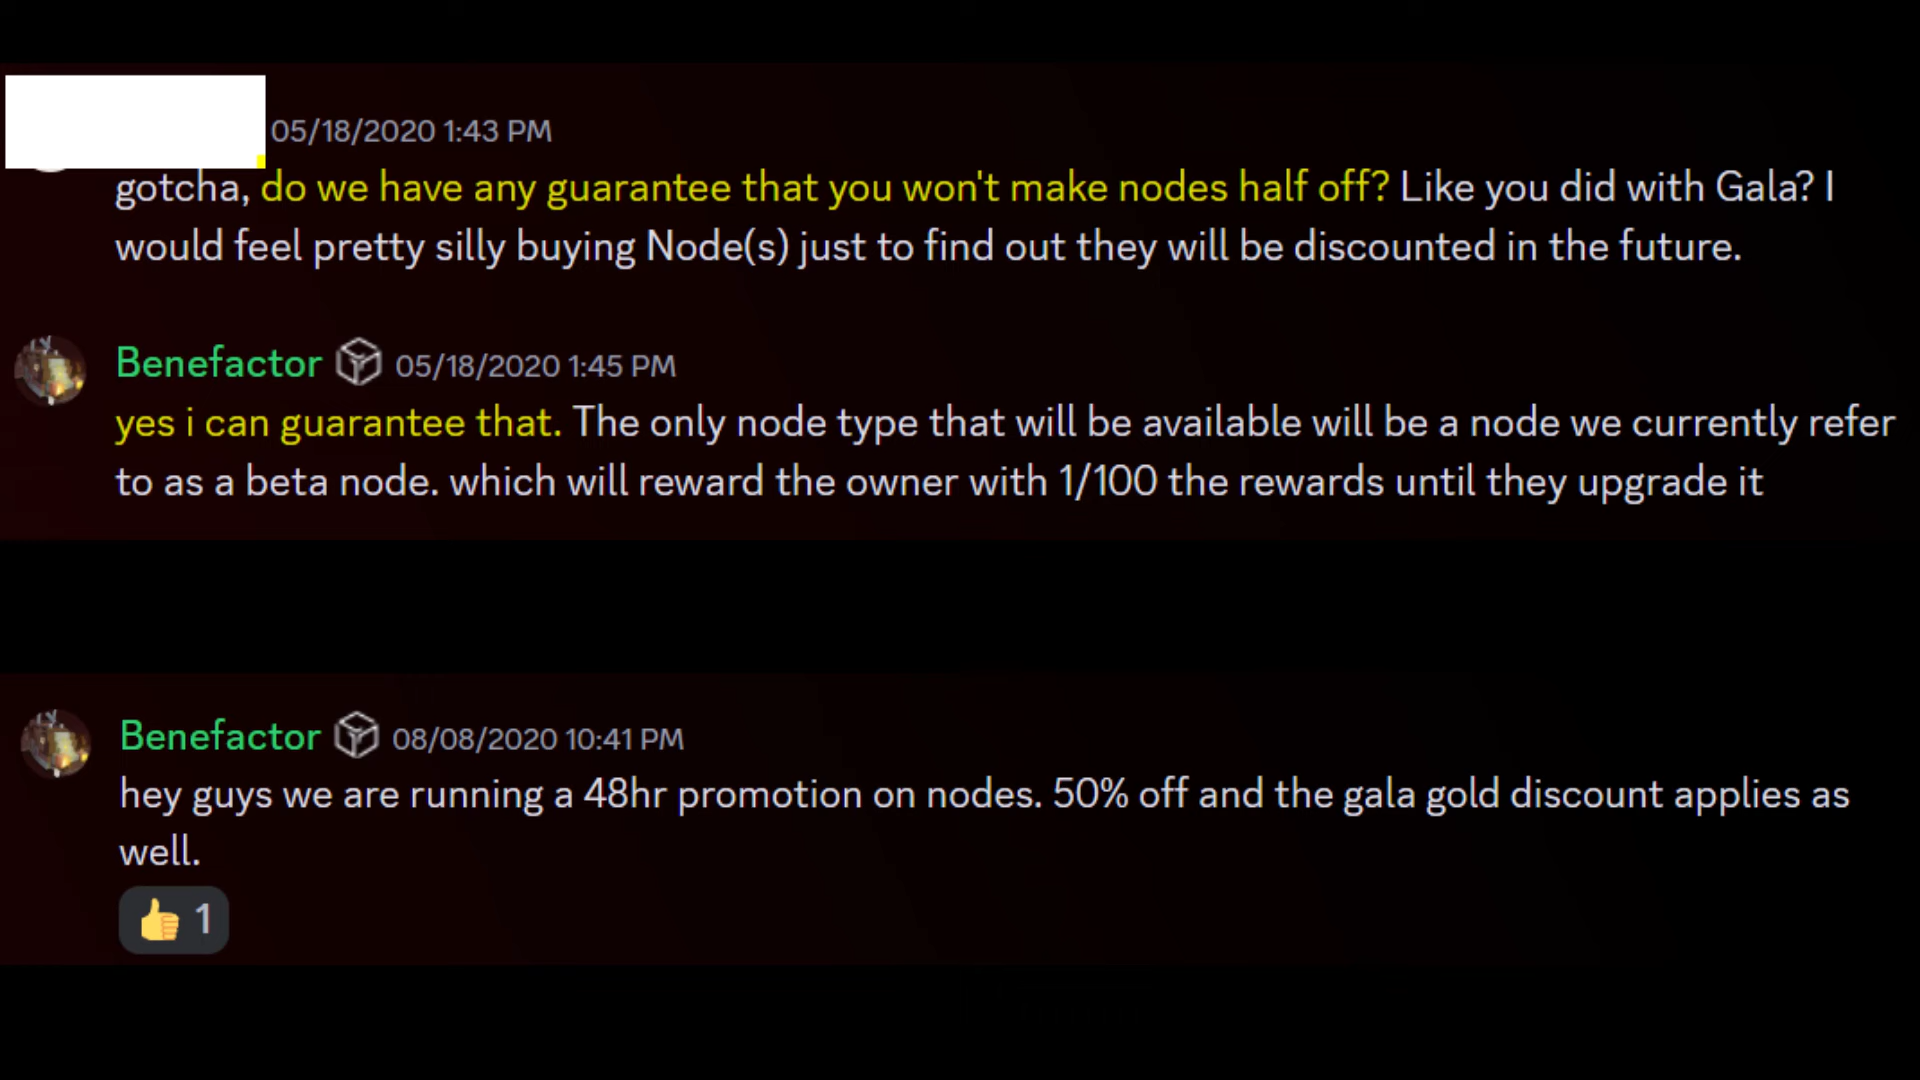 05/18/2020 1:43 PM
gotcha, do we have any guarantee that you won't make nodes half off? Like you did with Gala? I
would feel pretty silly buying Node(s) just to find out they will be discounted in the future.
Benefactor 05/18/2020 1:45 PM
yes i can guarantee that. The only node type that will be available will be a node we currently refer
to as a beta node. which will reward the owner with 1/100 the rewards until they upgrade it
Benefactor 08/08/2020 10:41 PM
hey guys we are running a 48hr promotion on nodes. 50% off and the gala gold discount applies as
well.
👍 1